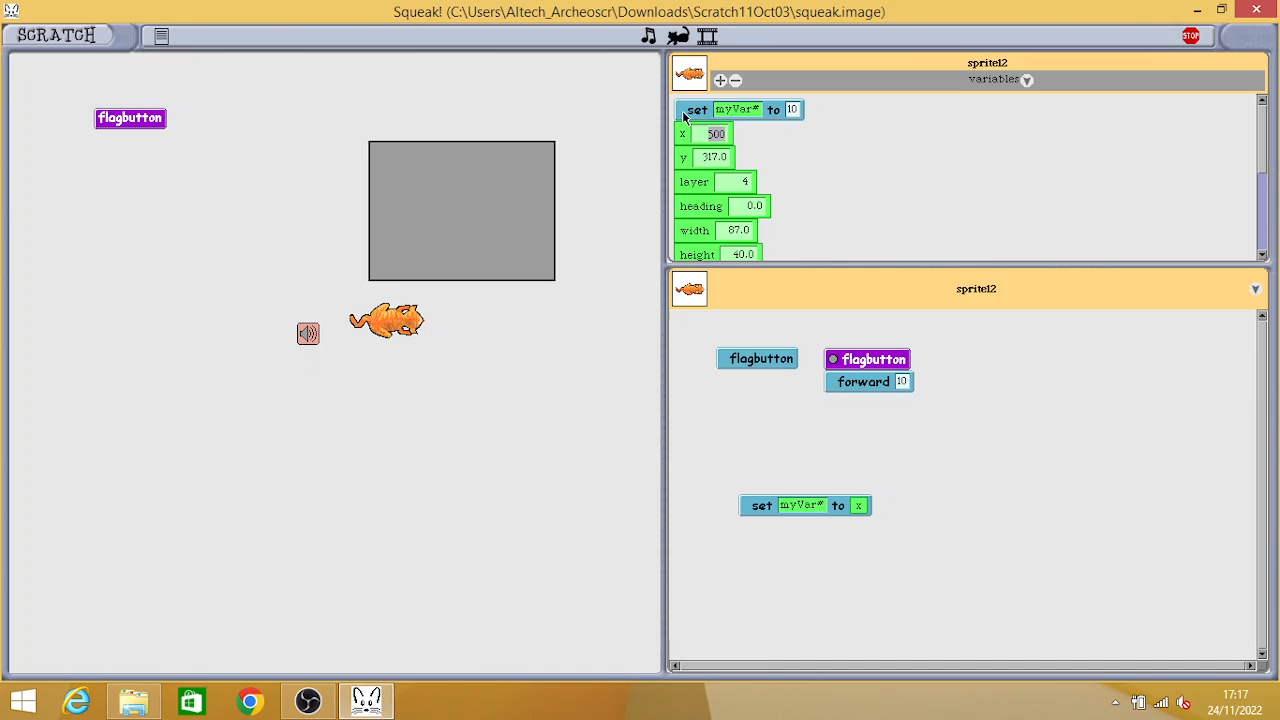 Squeak! (C:\Users\Altech_Archeoscr\Downloads\Scratch11Oct03\squeak.image)
SCRATCH
STOP
flagbutton
sprite12
variables
set myVar# to 10
x 500
y 317.0
layer 4
heading 0.0
width 87.0
height 40.0
sprite12
flagbutton
flagbutton
forward 10
set myVar# to x
17:17
24/11/2022